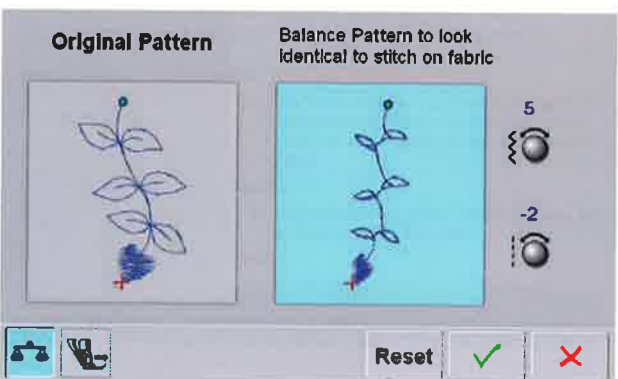 Original Pattern
Balance Pattern to look
identical to stitch on fabric
5
-2
Reset